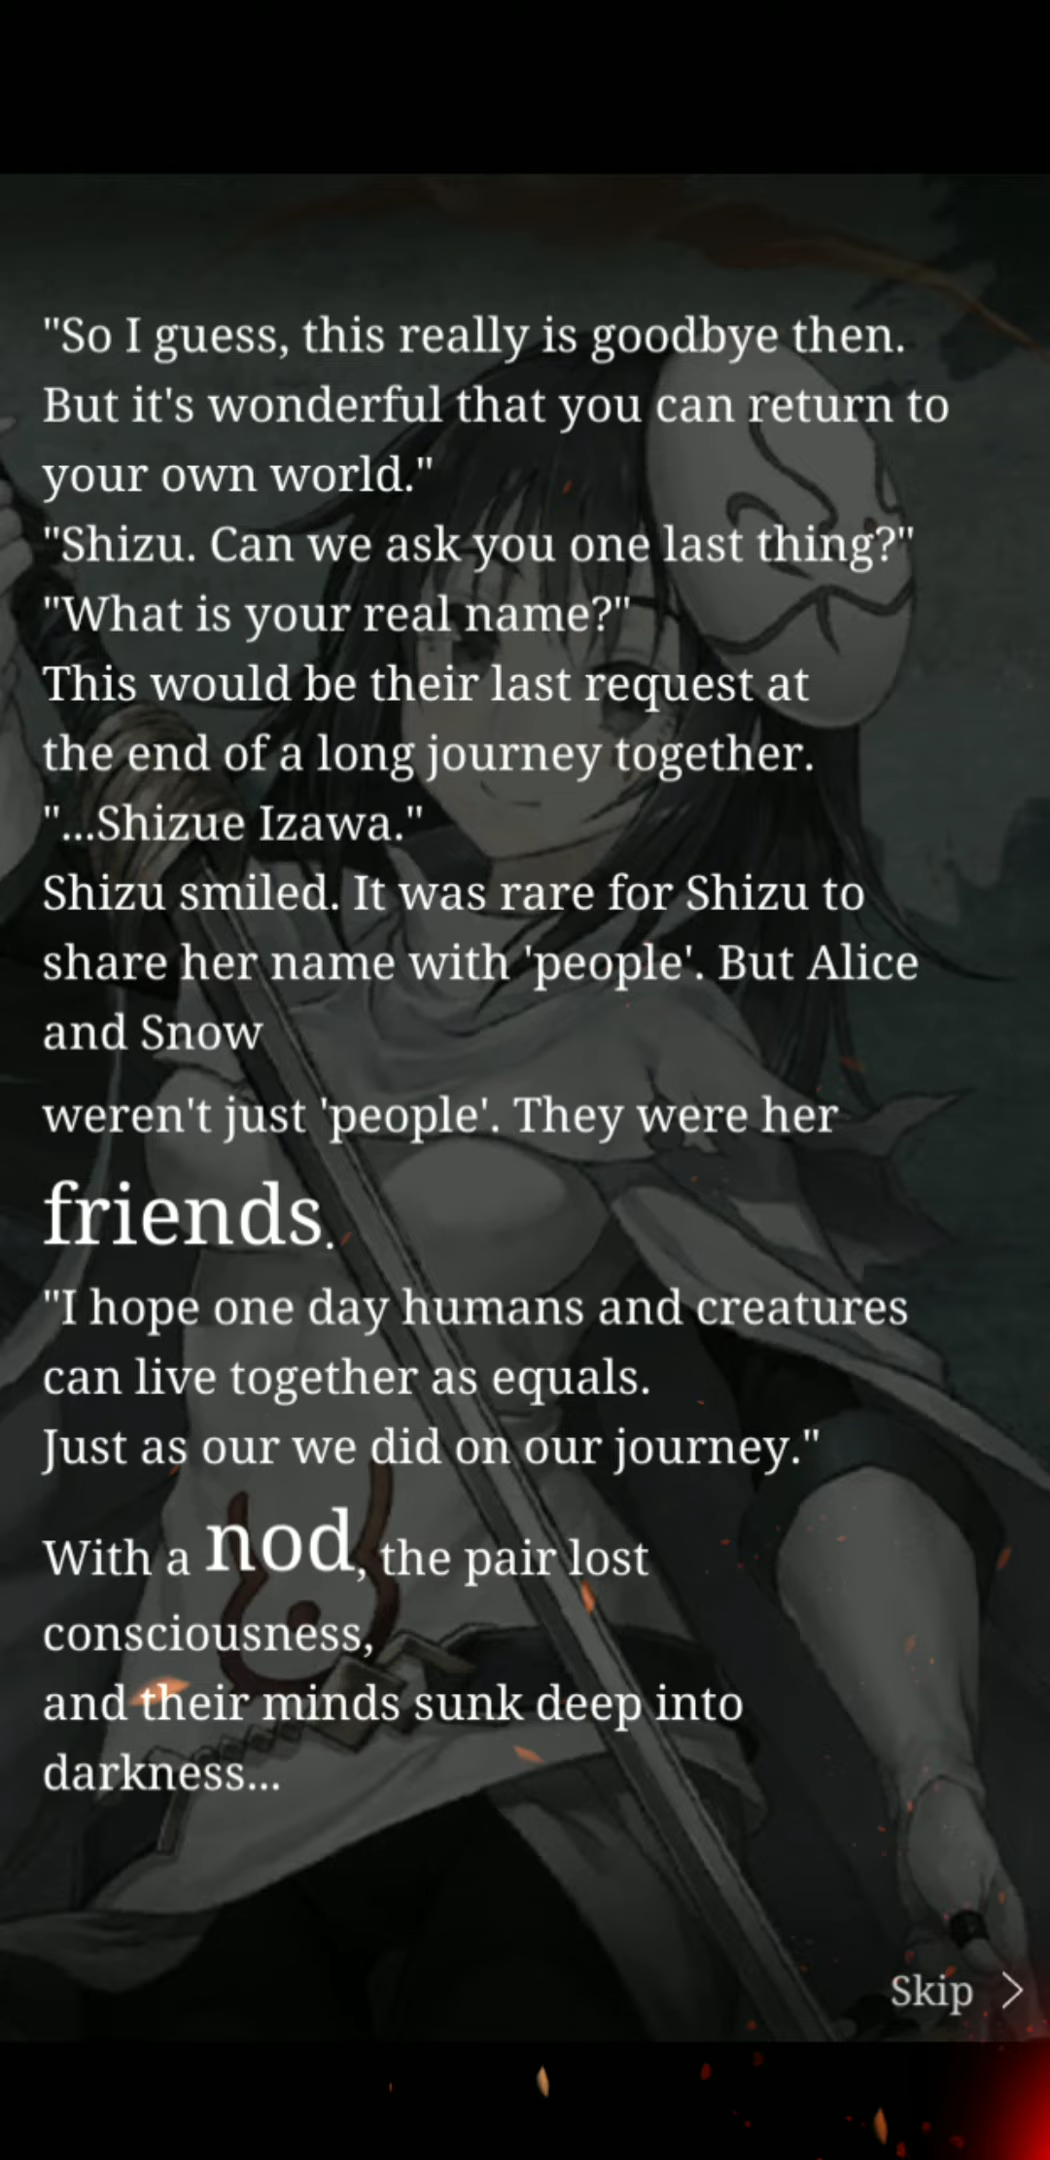 "So I guess, this really is goodbye then.
But it's wonderful that you can return to
your own world."
"Shizu. Can we ask you one last thing?"
"What is your real name?"
This would be their last request at
the end of a long journey together.
"...Shizue Izawa."
Shizu smiled. It was rare for Shizu to
share her name with 'people'. But Alice
and Snow
weren't just 'people'. They were her
friends.
"I hope one day humans and creatures
can live together as equals.
Just as our we did on our journey."
With a nod, the pair lost
consciousness,
and their minds sunk deep into
darkness...
Skip >